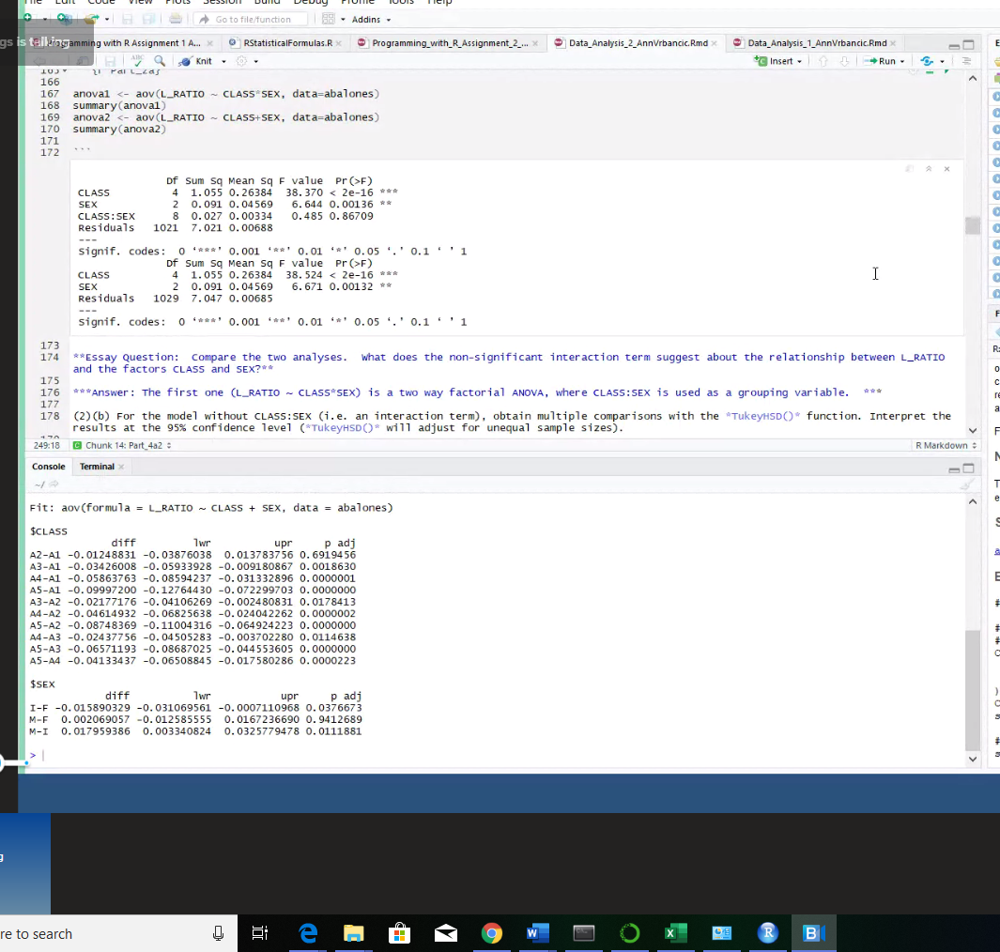 File Edit Code View Plots Session Build Debug Profile Tools Help
Go to file/function Addins
gs is talking
ramming with R Assignment 1 A... RStatisticalFormulas.R Programming_with_R_Assignment_2_... Data_Analysis_2_AnnVrbancic.Rmd Data_Analysis_1_AnnVrbancic.Rmd
ABC Knit Insert Run
165 {r Part_2a}
166
167 anova1 <- aov(L_RATIO ~ CLASS*SEX, data=abalones)
168 summary(anova1)
169 anova2 <- aov(L_RATIO ~ CLASS+SEX, data=abalones)
170 summary(anova2)
171
172 ```
Df Sum Sq Mean Sq F value Pr(>F)
CLASS 4 1.055 0.26384 38.370 < 2e-16 ***
SEX 2 0.091 0.04569 6.644 0.00136 **
CLASS:SEX 8 0.027 0.00334 0.485 0.86709
Residuals 1021 7.021 0.00688
---
Signif. codes: 0 ‘***’ 0.001 ‘**’ 0.01 ‘*’ 0.05 ‘.’ 0.1 ‘ ’ 1
Df Sum Sq Mean Sq F value Pr(>F)
CLASS 4 1.055 0.26384 38.524 < 2e-16 ***
SEX 2 0.091 0.04569 6.671 0.00132 **
Residuals 1029 7.047 0.00685
---
Signif. codes: 0 ‘***’ 0.001 ‘**’ 0.01 ‘*’ 0.05 ‘.’ 0.1 ‘ ’ 1
173
174 **Essay Question: Compare the two analyses. What does the non-significant interaction term suggest about the relationship between L_RATIO
and the factors CLASS and SEX?**
175
176 ***Answer: The first one (L_RATIO ~ CLASS*SEX) is a two way factorial ANOVA, where CLASS:SEX is used as a grouping variable. ***
177
178 (2)(b) For the model without CLASS:SEX (i.e. an interaction term), obtain multiple comparisons with the *TukeyHSD()* function. Interpret the
results at the 95% confidence level (*TukeyHSD()* will adjust for unequal sample sizes).
249:18 Chunk 14: Part_4a2 R Markdown
Console Terminal
~/
Fit: aov(formula = L_RATIO ~ CLASS + SEX, data = abalones)
$CLASS
diff lwr upr p adj
A2-A1 -0.01248831 -0.03876038 0.013783756 0.6919456
A3-A1 -0.03426008 -0.05933928 -0.009180867 0.0018630
A4-A1 -0.05863763 -0.08594237 -0.031332896 0.0000001
A5-A1 -0.09997200 -0.12764430 -0.072299703 0.0000000
A3-A2 -0.02177176 -0.04106269 -0.002480831 0.0178413
A4-A2 -0.04614932 -0.06825638 -0.024042262 0.0000002
A5-A2 -0.08748369 -0.11004316 -0.064924223 0.0000000
A4-A3 -0.02437756 -0.04505283 -0.003702280 0.0114638
A5-A3 -0.06571193 -0.08687025 -0.044553605 0.0000000
A5-A4 -0.04133437 -0.06508845 -0.017580286 0.0000223
$SEX
diff lwr upr p adj
I-F -0.015890329 -0.031069561 -0.0007110968 0.0376673
M-F 0.002069057 -0.012585555 0.0167236690 0.9412689
M-I 0.017959386 0.003340824 0.0325779478 0.0111881
>
re to search